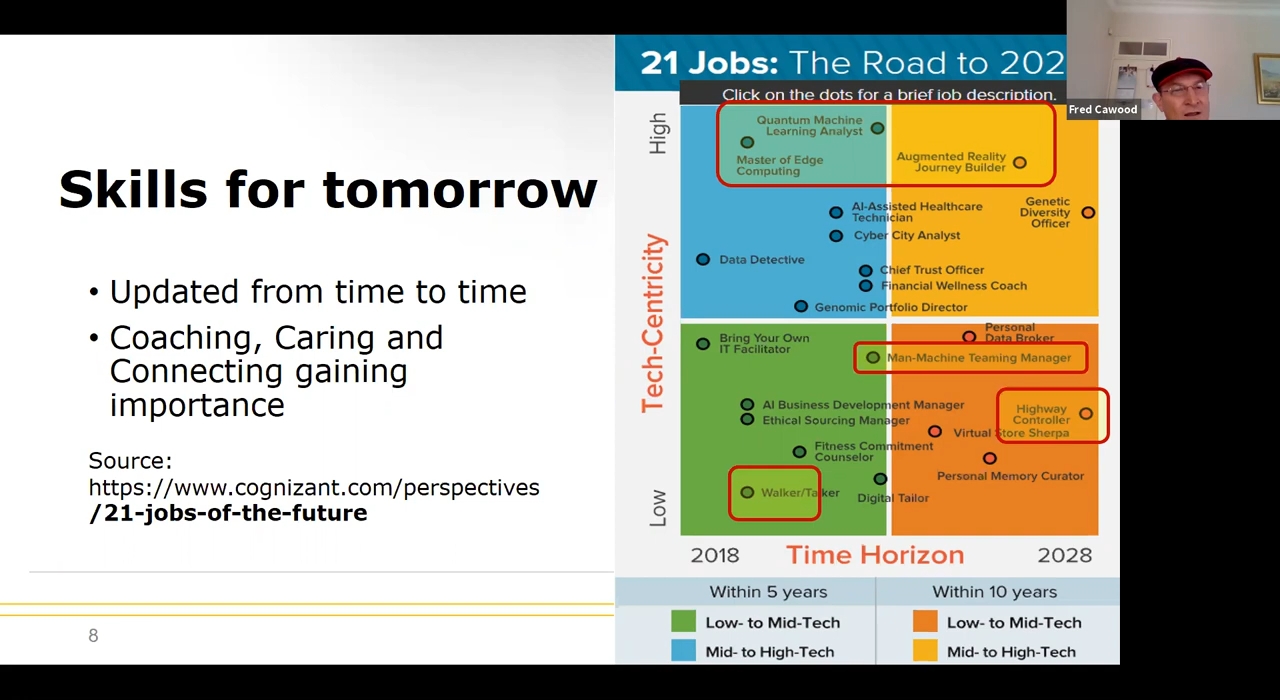 Skills for tomorrow
• Updated from time to time
• Coaching, Caring and
Connecting gaining
importance
Source:
https://www.cognizant.com/perspectives
/21-jobs-of-the-future
8
21 Jobs: The Road to 202
Click on the dots for a brief job description.
Fred Cawood
High
Tech-Centricity
Low
Quantum Machine
Learning Analyst
Master of Edge
Computing
Augmented Reality
Journey Builder
AI-Assisted Healthcare
Technician
Genetic
Diversity
Officer
Cyber City Analyst
Data Detective
Chief Trust Officer
Financial Wellness Coach
Genomic Portfolio Director
Personal
Data Broker
Bring Your Own
IT Facilitator
Man-Machine Teaming Manager
AI Business Development Manager
Ethical Sourcing Manager
Highway
Controller
Virtual Store Sherpa
Fitness Commitment
Counselor
Personal Memory Curator
Walker/Talker
Digital Tailor
2018
Time Horizon
2028
Within 5 years
Within 10 years
Low- to Mid-Tech
Low- to Mid-Tech
Mid- to High-Tech
Mid- to High-Tech